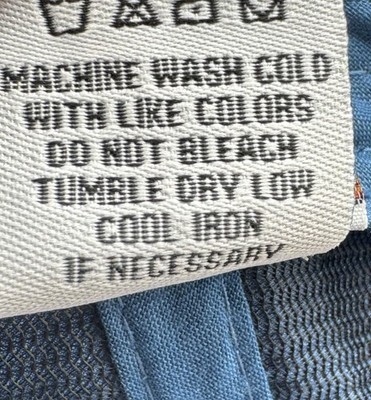 MACHINE WASH COLD
WITH LIKE COLORS
DO NOT BLEACH
TUMBLE DRY LOW
COOL IRON
IF NECESSARY